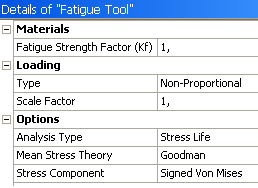 Details of "Fatigue Tool"
Materials
Fatigue Strength Factor (Kf) 1,
Loading
Type Non-Proportional
Scale Factor 1,
Options
Analysis Type Stress Life
Mean Stress Theory Goodman
Stress Component Signed Von Mises